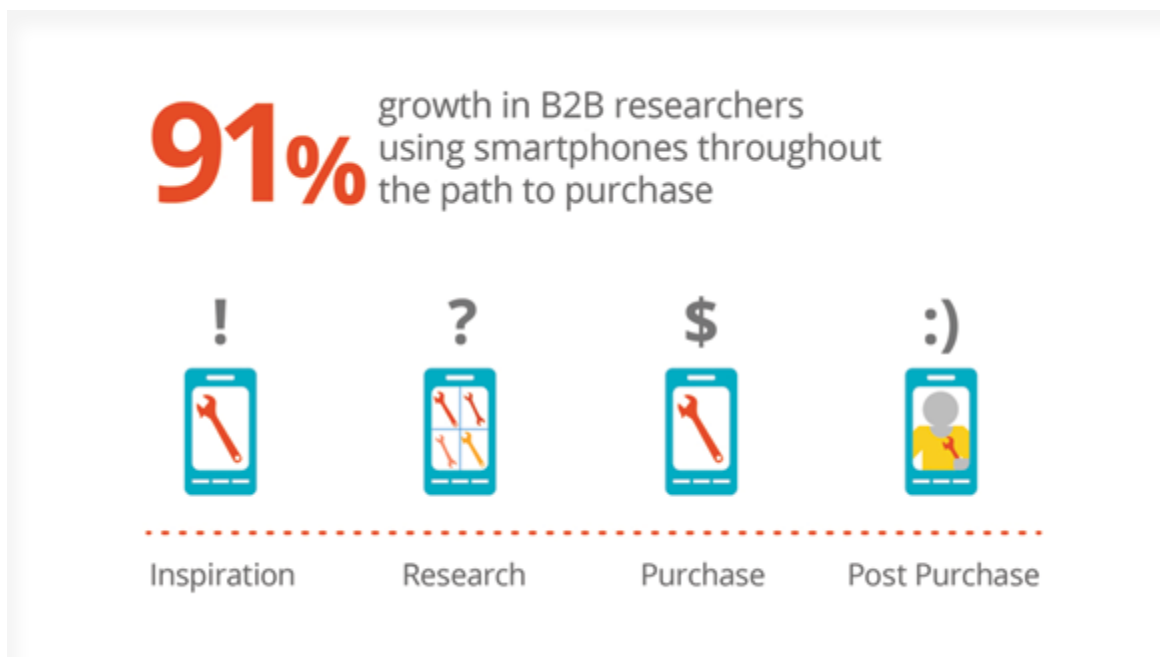 91%
growth in B2B researchers
using smartphones throughout
the path to purchase
! ? $ :)
Inspiration Research Purchase Post Purchase